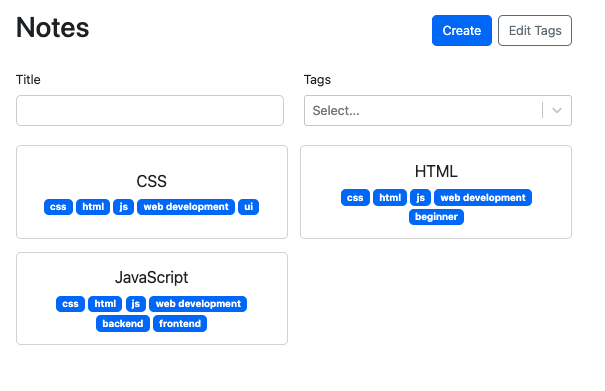 Notes
Create
Edit Tags
Title
Tags
Select...
CSS
css html js web development ui
HTML
css html js web development
beginner
JavaScript
css html js web development
backend frontend